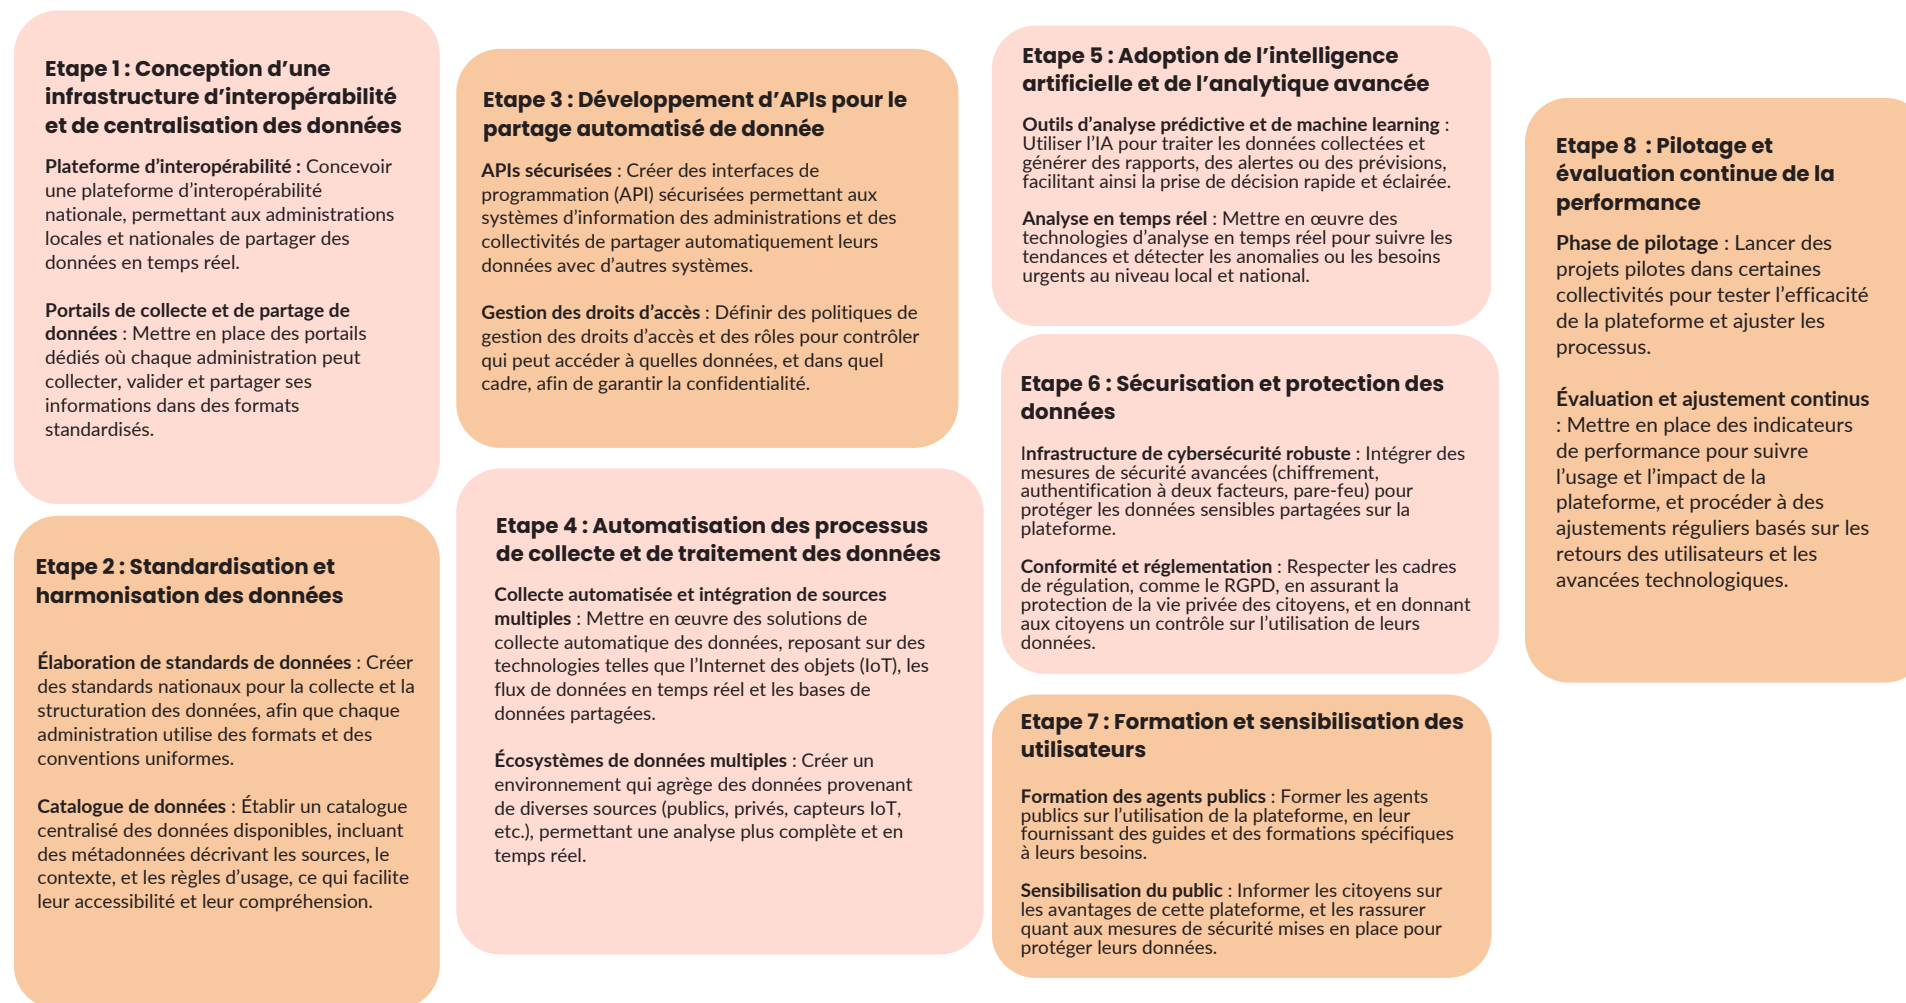 Etape 1 : Conception d’une
infrastructure d’interopérabilité
et de centralisation des données
Plateforme d’interopérabilité : Concevoir
une plateforme d’interopérabilité
nationale, permettant aux administrations
locales et nationales de partager des
données en temps réel.
Portails de collecte et de partage de
données : Mettre en place des portails
dédiés où chaque administration peut
collecter, valider et partager ses
informations dans des formats
standardisés.
Etape 2 : Standardisation et
harmonisation des données
Élaboration de standards de données : Créer
des standards nationaux pour la collecte et la
structuration des données, afin que chaque
administration utilise des formats et des
conventions uniformes.
Catalogue de données : Établir un catalogue
centralisé des données disponibles, incluant
des métadonnées décrivant les sources, le
contexte, et les règles d’usage, ce qui facilite
leur accessibilité et leur compréhension.
Etape 3 : Développement d’APIs pour le
partage automatisé de donnée
APIs sécurisées : Créer des interfaces de
programmation (API) sécurisées permettant aux
systèmes d’information des administrations et des
collectivités de partager automatiquement leurs
données avec d’autres systèmes.
Gestion des droits d’accès : Définir des politiques de
gestion des droits d’accès et des rôles pour contrôler
qui peut accéder à quelles données, et dans quel
cadre, afin de garantir la confidentialité.
Etape 4 : Automatisation des processus
de collecte et de traitement des données
Collecte automatisée et intégration de sources
multiples : Mettre en œuvre des solutions de
collecte automatique des données, reposant sur des
technologies telles que l’Internet des objets (IoT), les
flux de données en temps réel et les bases de
données partagées.
Écosystèmes de données multiples : Créer un
environnement qui agrège des données provenant
de diverses sources (publics, privés, capteurs IoT,
etc.), permettant une analyse plus complète et en
temps réel.
Etape 5 : Adoption de l’intelligence
artificielle et de l’analytique avancée
Outils d’analyse prédictive et de machine learning :
Utiliser l’IA pour traiter les données collectées et
générer des rapports, des alertes ou des prévisions,
facilitant ainsi la prise de décision rapide et éclairée.
Analyse en temps réel : Mettre en œuvre des
technologies d’analyse en temps réel pour suivre les
tendances et détecter les anomalies ou les besoins
urgents au niveau local et national.
Etape 6 : Sécurisation et protection des
données
Infrastructure de cybersécurité robuste : Intégrer des
mesures de sécurité avancées (chiffrement,
authentification à deux facteurs, pare-feu) pour
protéger les données sensibles partagées sur la
plateforme.
Conformité et réglementation : Respecter les cadres
de régulation, comme le RGPD, en assurant la
protection de la vie privée des citoyens, et en donnant
aux citoyens un contrôle sur l’utilisation de leurs
données.
Etape 7 : Formation et sensibilisation des
utilisateurs
Formation des agents publics : Former les agents
publics sur l’utilisation de la plateforme, en leur
fournissant des guides et des formations spécifiques
à leurs besoins.
Sensibilisation du public : Informer les citoyens sur
les avantages de cette plateforme, et les rassurer
quant aux mesures de sécurité mises en place pour
protéger leurs données.
Etape 8 : Pilotage et
évaluation continue de la
performance
Phase de pilotage : Lancer des
projets pilotes dans certaines
collectivités pour tester l’efficacité
de la plateforme et ajuster les
processus.
Évaluation et ajustement continus
: Mettre en place des indicateurs
de performance pour suivre
l’usage et l’impact de la
plateforme, et procéder à des
ajustements réguliers basés sur les
retours des utilisateurs et les
avancées technologiques.